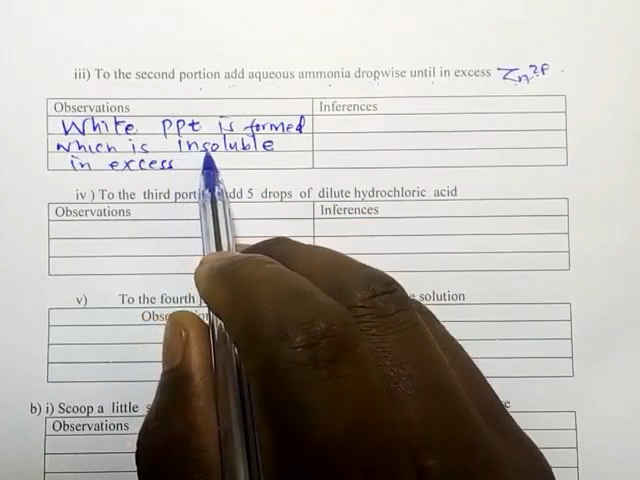 iii) To the second portion add aqueous ammonia dropwise until in excess Zn2+
Observations Inferences
White ppt is formed
which is insoluble
in excess
iv ) To the third add 5 drops of dilute hydrochloric acid
Observations Inferences
v) To the fourth solution
b) i) Scoop a little
Observations